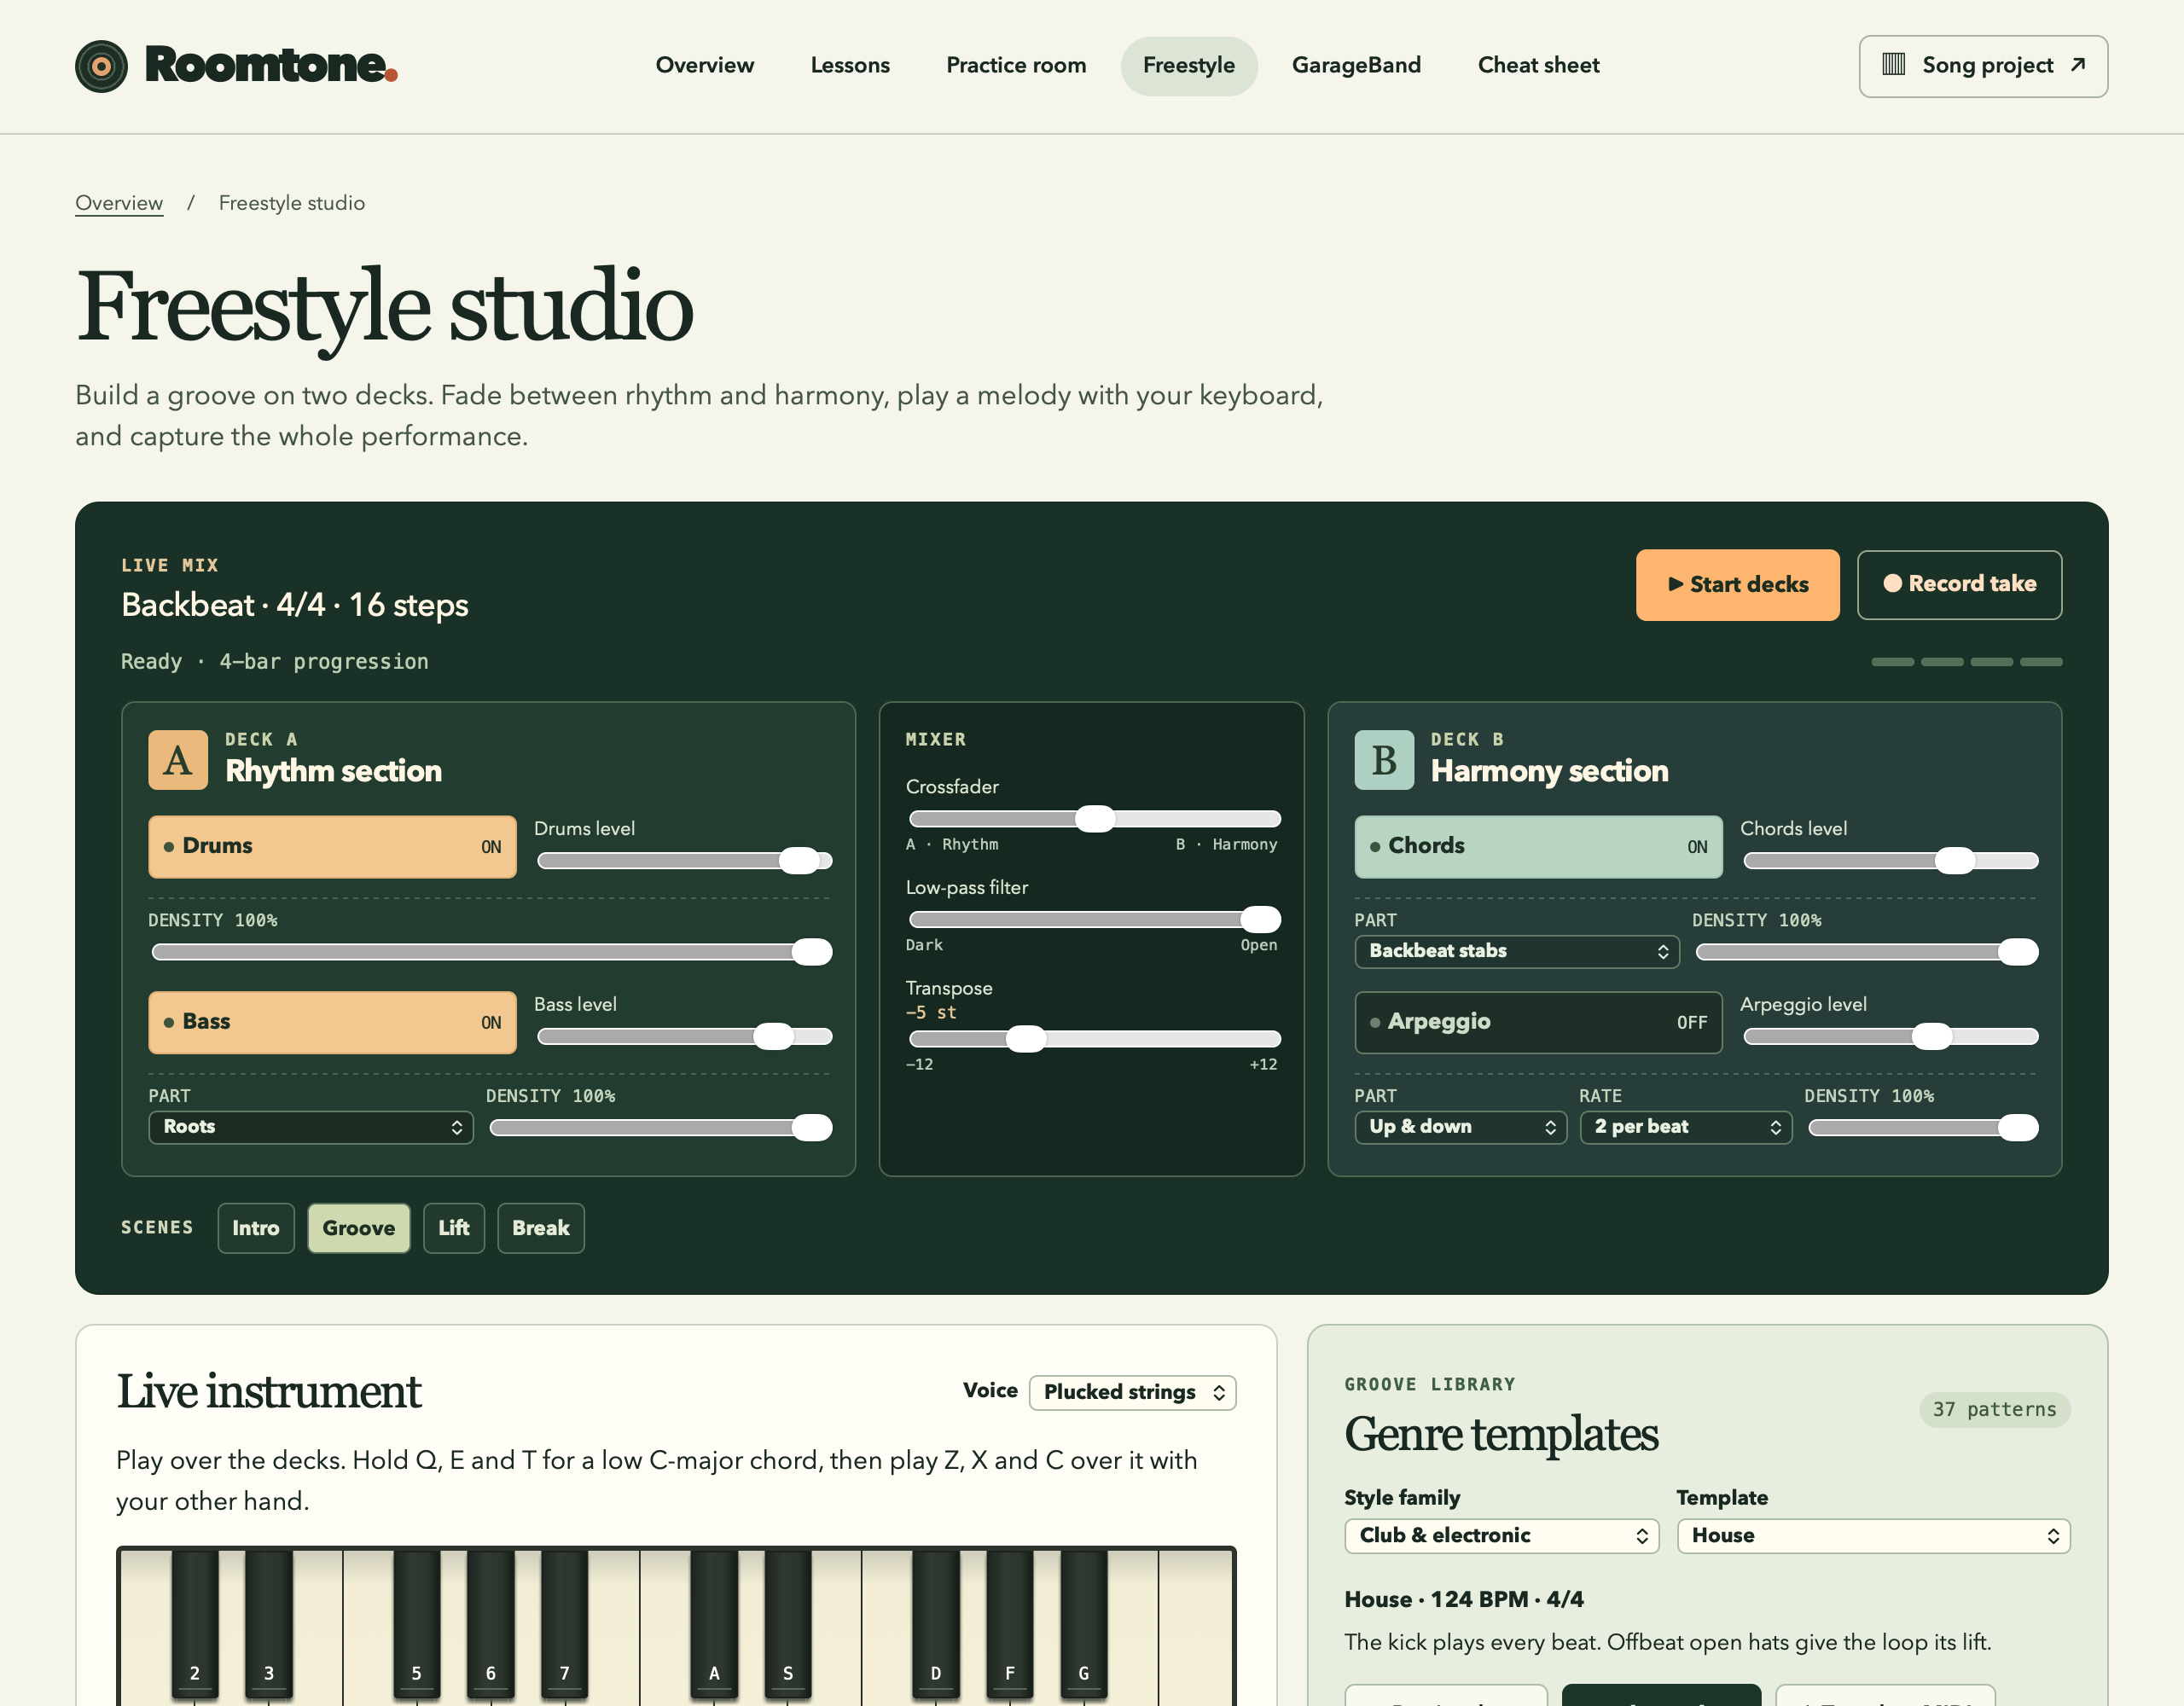 Roomtone.
Overview
Lessons
Practice room
Freestyle
GarageBand
Cheat sheet
Song project
Overview / Freestyle studio
Freestyle studio
Build a groove on two decks. Fade between rhythm and harmony, play a melody with your keyboard,
and capture the whole performance.
LIVE MIX
Backbeat · 4/4 · 16 steps
Start decks
Record take
Ready · 4-bar progression
A
DECK A
Rhythm section
Drums ON
Drums level
DENSITY 100%
Bass ON
Bass level
PART
Roots
DENSITY 100%
MIXER
Crossfader
A · Rhythm
B · Harmony
Low-pass filter
Dark
Open
Transpose
−5 st
−12
+12
B
DECK B
Harmony section
Chords ON
Chords level
PART
Backbeat stabs
DENSITY 100%
Arpeggio OFF
Arpeggio level
PART
Up & down
RATE
2 per beat
DENSITY 100%
SCENES
Intro
Groove
Lift
Break
Live instrument
Voice
Plucked strings
Play over the decks. Hold Q, E and T for a low C-major chord, then play Z, X and C over it with
your other hand.
2 3 5 6 7 A S D F G
GROOVE LIBRARY
Genre templates
37 patterns
Style family
Club & electronic
Template
House
House · 124 BPM · 4/4
The kick plays every beat. Offbeat open hats give the loop its lift.